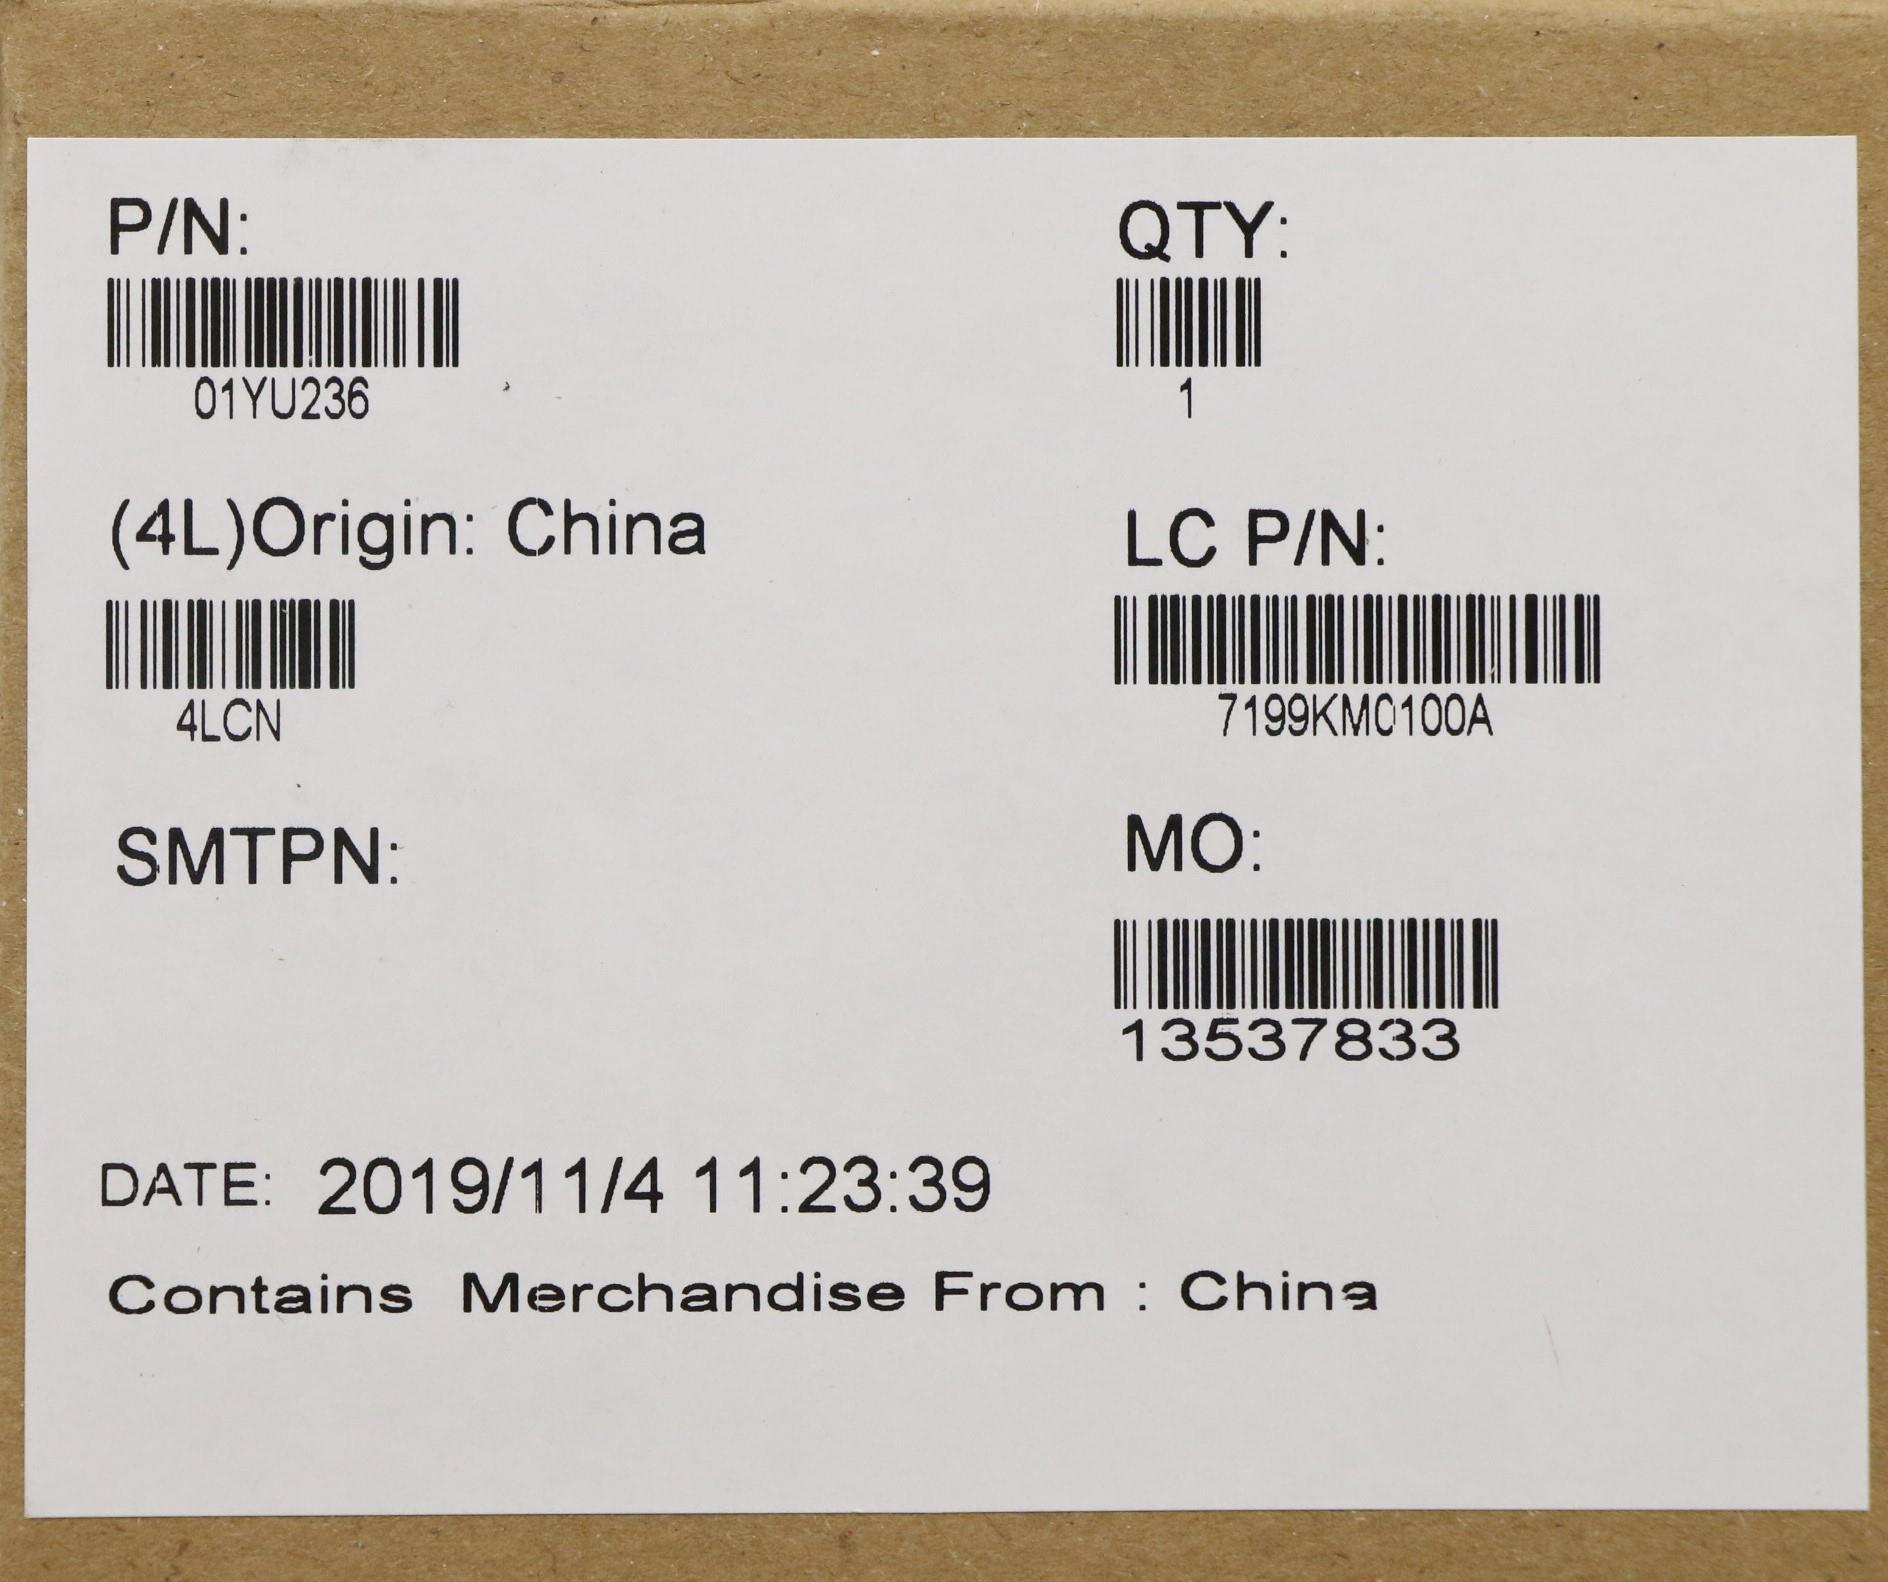 P/N:
01YU236
QTY:
1
(4L)Origin: China
4LCN
LC P/N:
7199KM0100A
SMTPN:
MO:
13537833
DATE: 2019/11/4 11:23:39
Contains Merchandise From : China